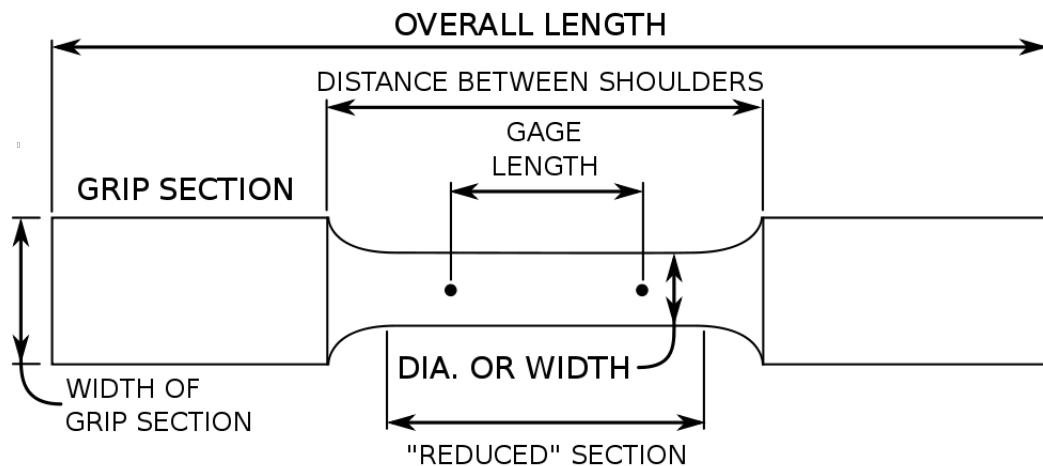 OVERALL LENGTH
DISTANCE BETWEEN SHOULDERS
GAGE
LENGTH
GRIP SECTION
DIA. OR WIDTH
WIDTH OF
GRIP SECTION
"REDUCED" SECTION